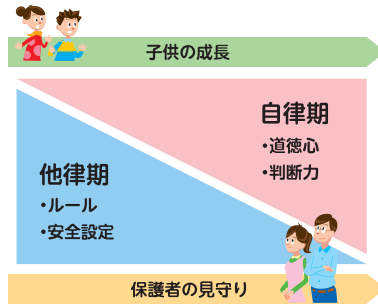 子供の成長
自律期
・道徳心
・判断力
他律期
・ルール
・安全設定
保護者の見守り